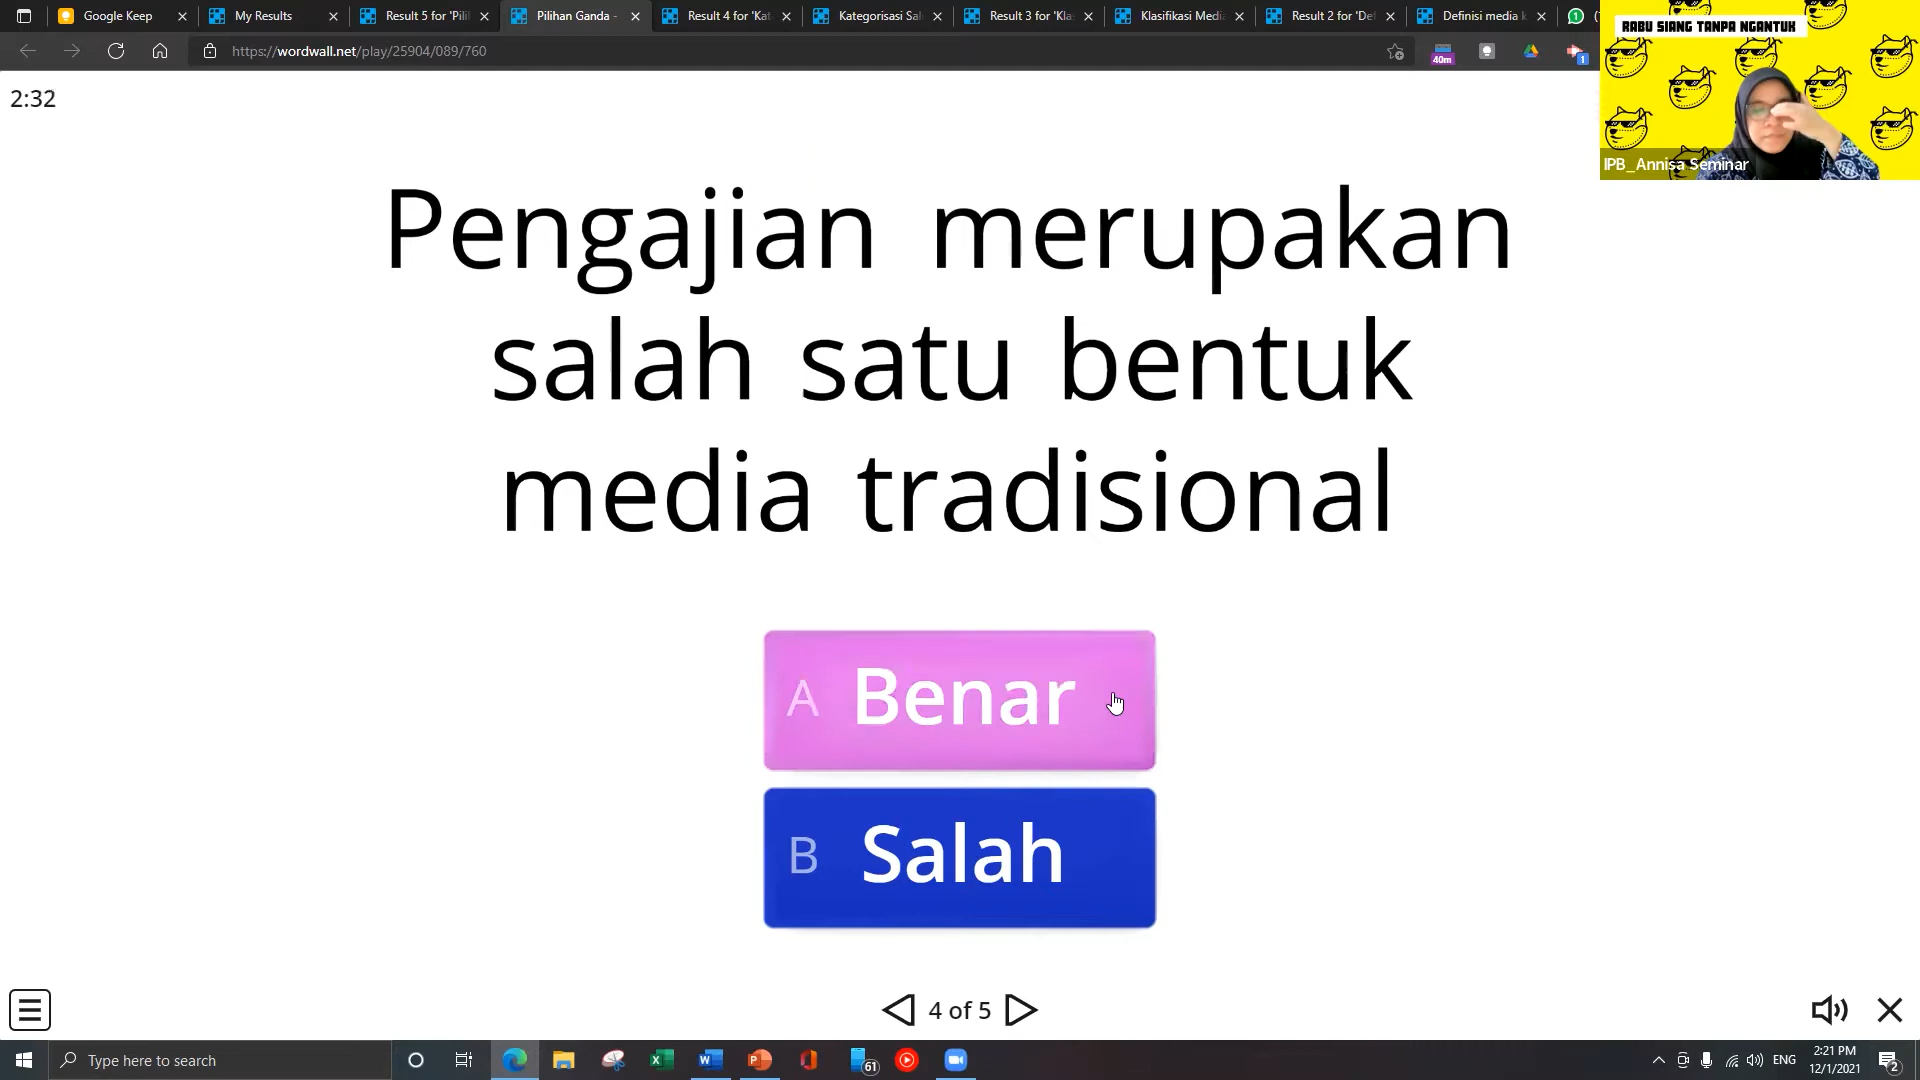 Google Keep
My Results
Result 5 for 'Pili
Pilihan Ganda -
Result 4 for 'Kat
Kategorisasi Sal
Result 3 for 'Kla
Klasifikasi Medi
Result 2 for 'De
Definisi media k
https://wordwall.net/play/25904/089/760
40m
1
RABU SIANG TANPA NGANTUK
IPB_Annisa Seminar
2:32
Pengajian merupakan
salah satu bentuk
media tradisional
A Benar
B Salah
4 of 5
Type here to search
61
ENG
2:21 PM
12/1/2021
2